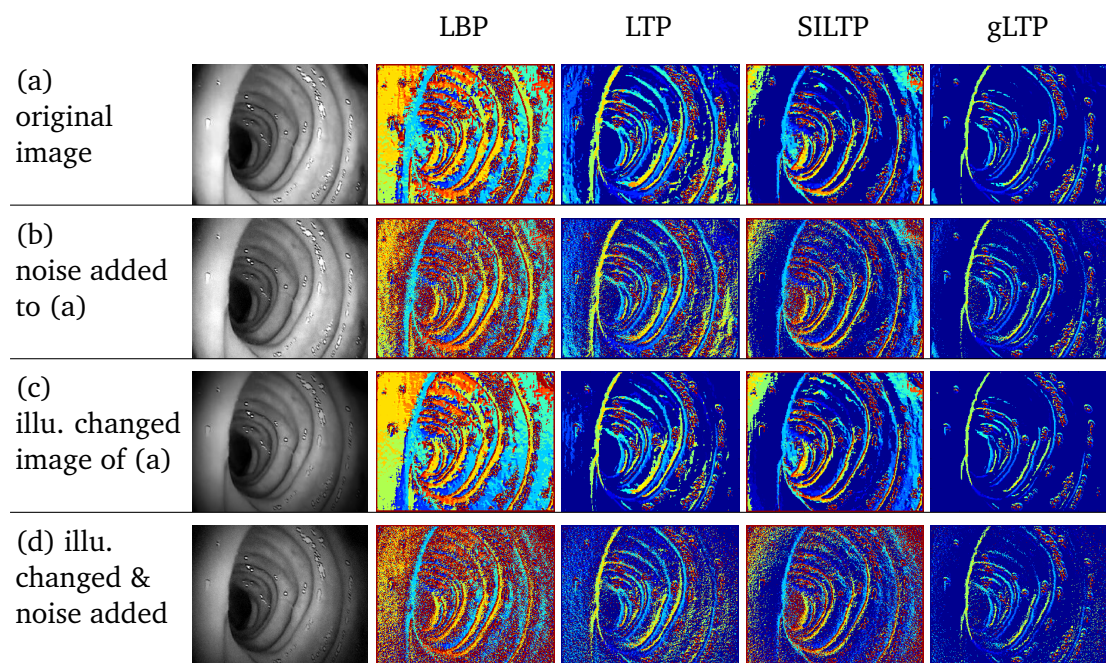 LBP LTP SILTP gLTP
(a)
original
image
(b)
noise added
to (a)
(c)
illu. changed
image of (a)
(d) illu.
changed &
noise added